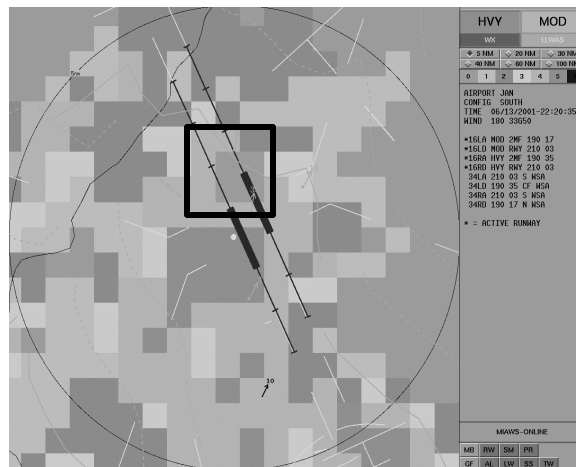 HVY MOD
WX LLWAS
5 NM 20 NM 30 NM
40 NM 60 NM 100 NM
0 1 2 3 4 5
AIRPORT JAN
CONFIG SOUTH
TIME 06/13/2001-22:20:35
WIND 180 33G50
*16LA MOD 2MF 190 17
*16LD MOD RWY 210 03
*16RA HVY 2MF 190 35
*16RD HVY RWY 210 03
34LA 210 03 S WSA
34LD 190 35 CF WSA
34RA 210 03 S WSA
34RD 190 17 N WSA
* = ACTIVE RUNWAY
5nm
10
MIAWS-ONLINE
MB RW SM PR
GF AL LW SS TW